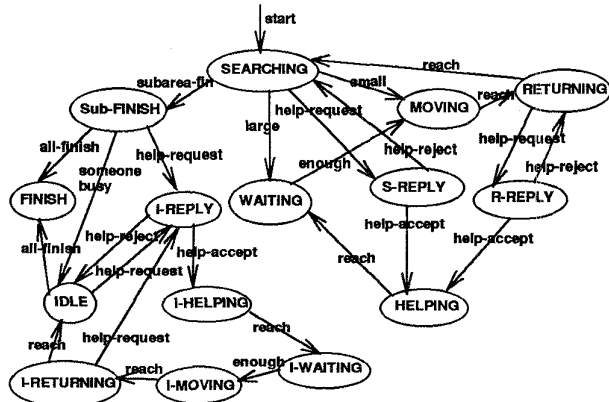 start
SEARCHING
reach
subarea-fin
small
RETURNING
Sub-FINISH
MOVING
reach
help-request
large
all-finish
help-request
enough
help-reject
help-request
help-reject
someone
busy
FINISH
I-REPLY
WAITING
S-REPLY
R-REPLY
help-reject
help-accept
help-accept
help-accept
all-finish
help-request
reach
IDLE
I-HELPING
HELPING
reach
help-request
reach
enough
I-WAITING
reach
I-RETURNING
I-MOVING